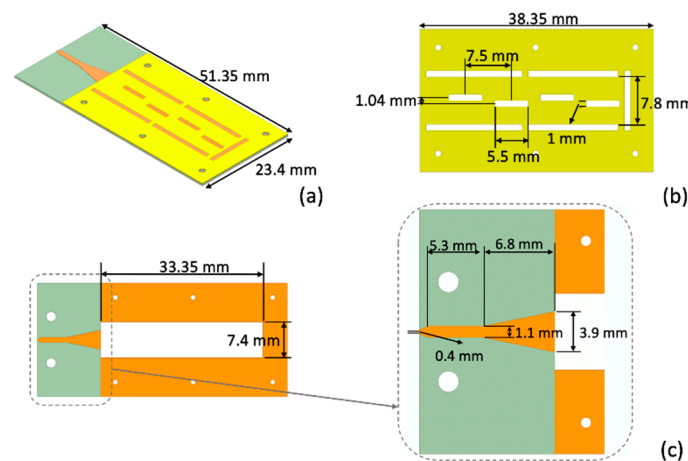 51.35 mm
23.4 mm
(a)
38.35 mm
7.5 mm
1.04 mm
7.8 mm
1 mm
5.5 mm
(b)
33.35 mm
7.4 mm
5.3 mm
6.8 mm
1.1 mm
3.9 mm
0.4 mm
(c)